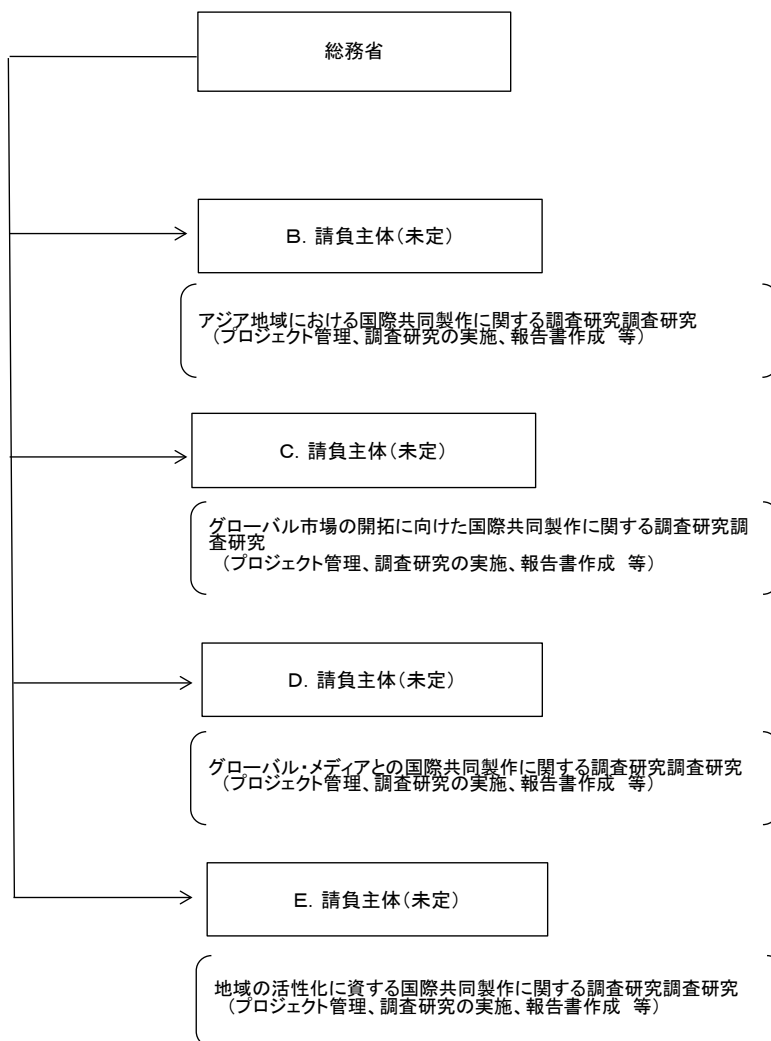 総務省
B. 請負主体(未定)
アジア地域における国際共同製作に関する調査研究調査研究
(プロジェクト管理、調査研究の実施、報告書作成 等)
C. 請負主体(未定)
グローバル市場の開拓に向けた国際共同製作に関する調査研究調
査研究
(プロジェクト管理、調査研究の実施、報告書作成 等)
D. 請負主体(未定)
グローバル・メディアとの国際共同製作に関する調査研究調査研究
(プロジェクト管理、調査研究の実施、報告書作成 等)
E. 請負主体(未定)
地域の活性化に資する国際共同製作に関する調査研究調査研究
(プロジェクト管理、調査研究の実施、報告書作成 等)